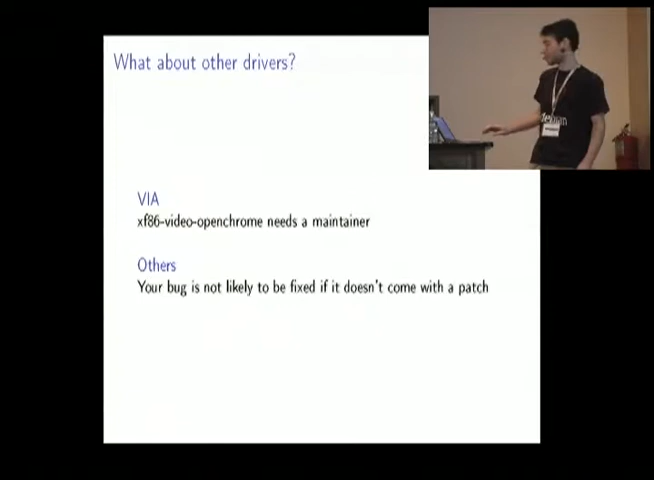 What about other drivers?
VIA
xf86-video-openchrome needs a maintainer
Others
Your bug is not likely to be fixed if it doesn't come with a patch